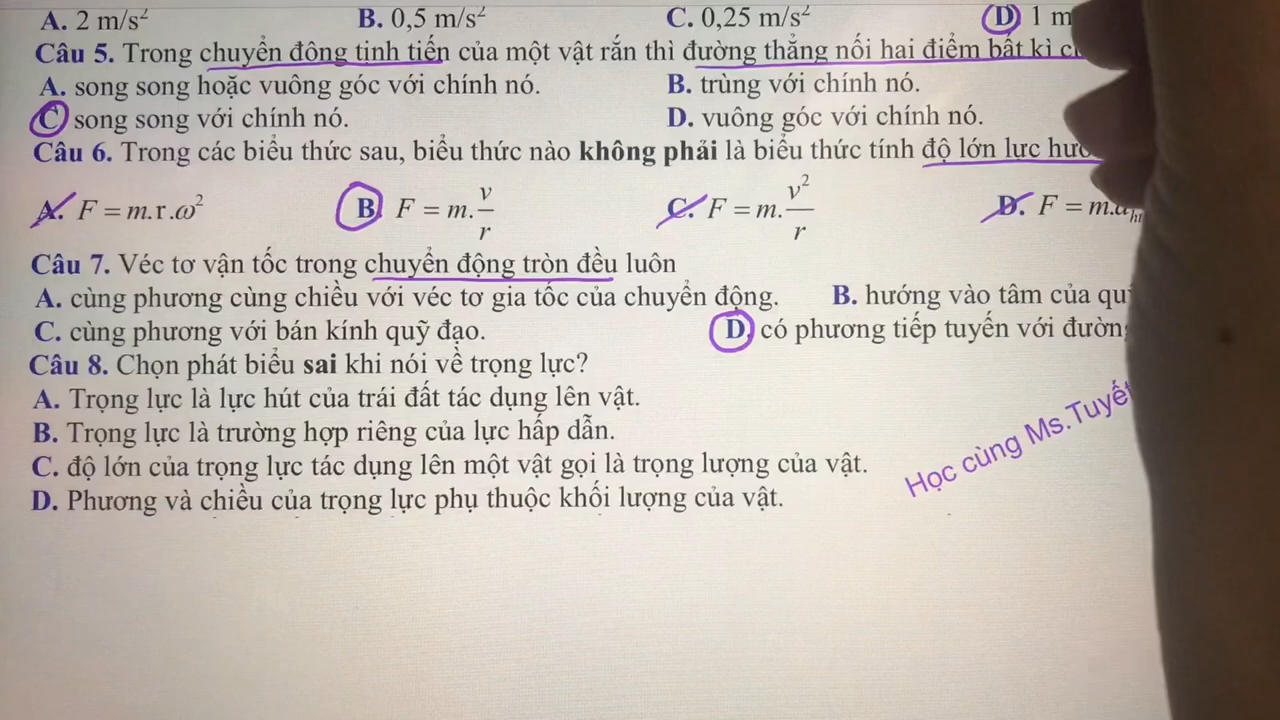 A. 2 m/s² B. 0,5 m/s² C. 0,25 m/s² D. 1
Câu 5. Trong chuyển động tịnh tiến của một vật rắn thì đường thẳng nối hai điểm bất kì
A. song song hoặc vuông góc với chính nó. B. trùng với chính nó.
C. song song với chính nó. D. vuông góc với chính nó.
Câu 6. Trong các biểu thức sau, biểu thức nào không phải là biểu thức tính độ lớn lực
A. F = m.r.ω² B. F = m.v/r C. F = m.v²/r D. F = m.a_ht
Câu 7. Véc tơ vận tốc trong chuyển động tròn đều luôn
A. cùng phương cùng chiều với véc tơ gia tốc của chuyển động. B. hướng vào tâm của
C. cùng phương với bán kính quỹ đạo. D. có phương tiếp tuyến với
Câu 8. Chọn phát biểu sai khi nói về trọng lực?
A. Trọng lực là lực hút của trái đất tác dụng lên vật.
B. Trọng lực là trường hợp riêng của lực hấp dẫn.
C. độ lớn của trọng lực tác dụng lên một vật gọi là trọng lượng của vật.
D. Phương và chiều của trọng lực phụ thuộc khối lượng của vật.
Học cùng Ms.Tuyết